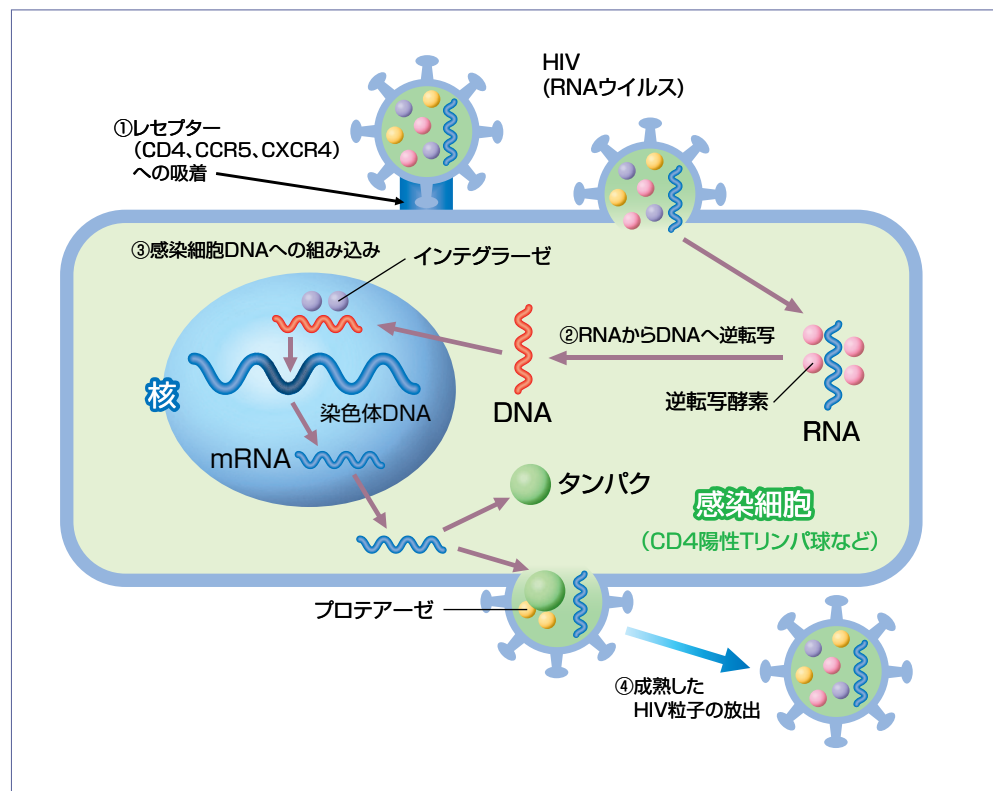 HIV
(RNAウイルス)
①レセプター
（CD4、CCR5、CXCR4）
への吸着
③感染細胞DNAへの組み込み
インテグラーゼ
②RNAからDNAへ逆転写
核
染色体DNA
DNA
逆転写酵素
RNA
mRNA
タンパク
感染細胞
（CD4陽性Tリンパ球など）
プロテアーゼ
④成熟した
HIV粒子の放出